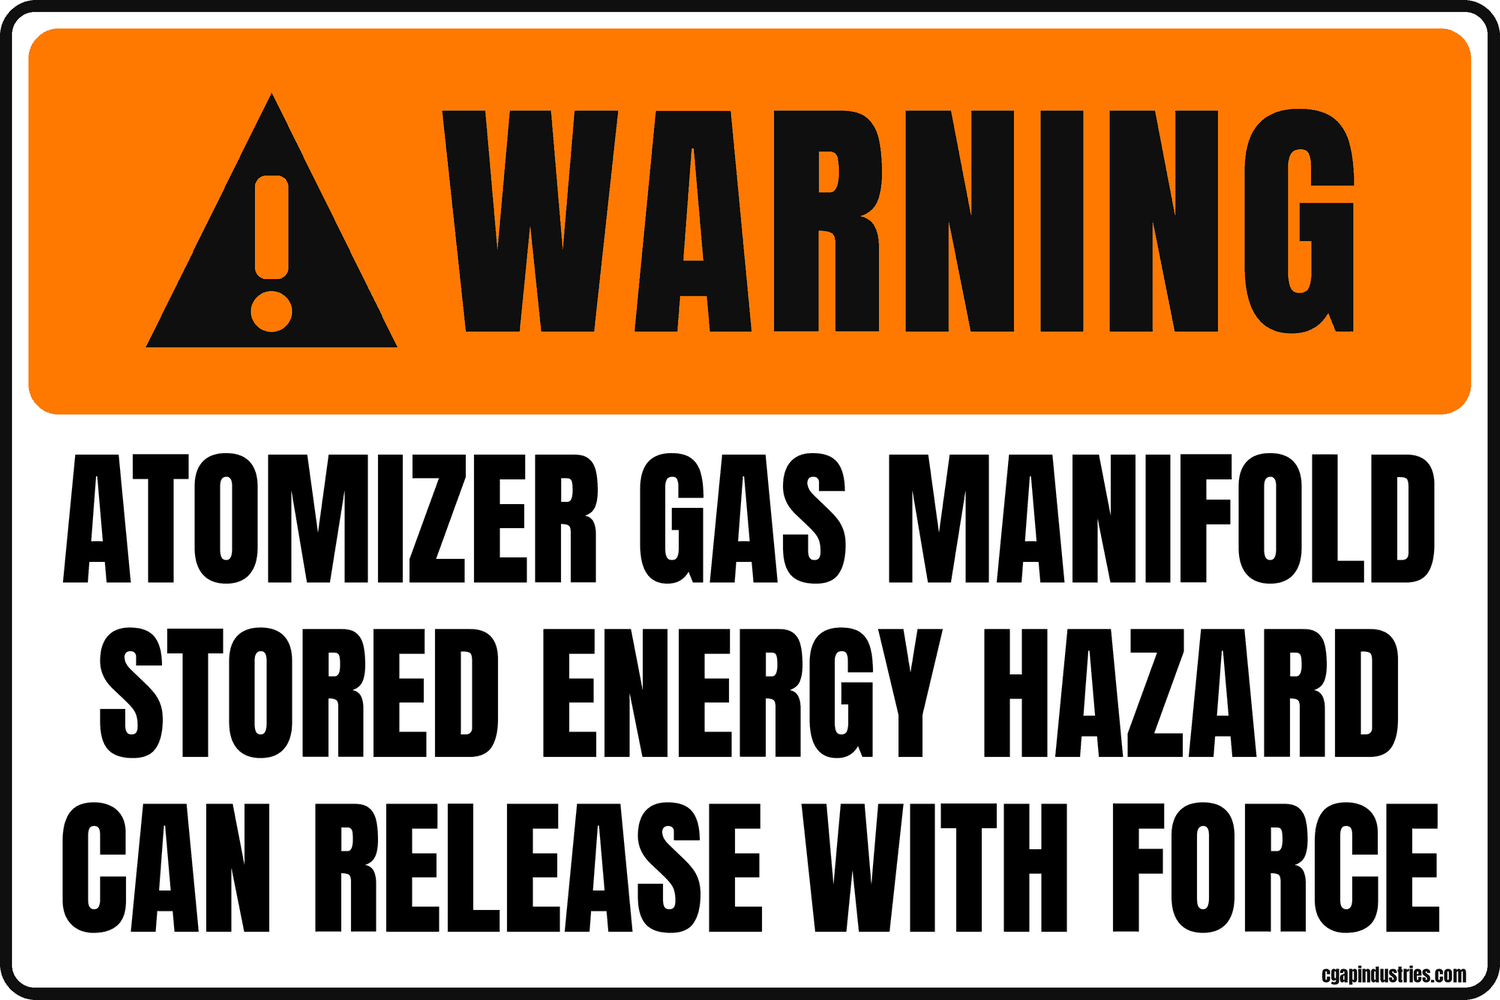 WARNING
ATOMIZER GAS MANIFOLD
STORED ENERGY HAZARD
CAN RELEASE WITH FORCE
cgapindustries.com